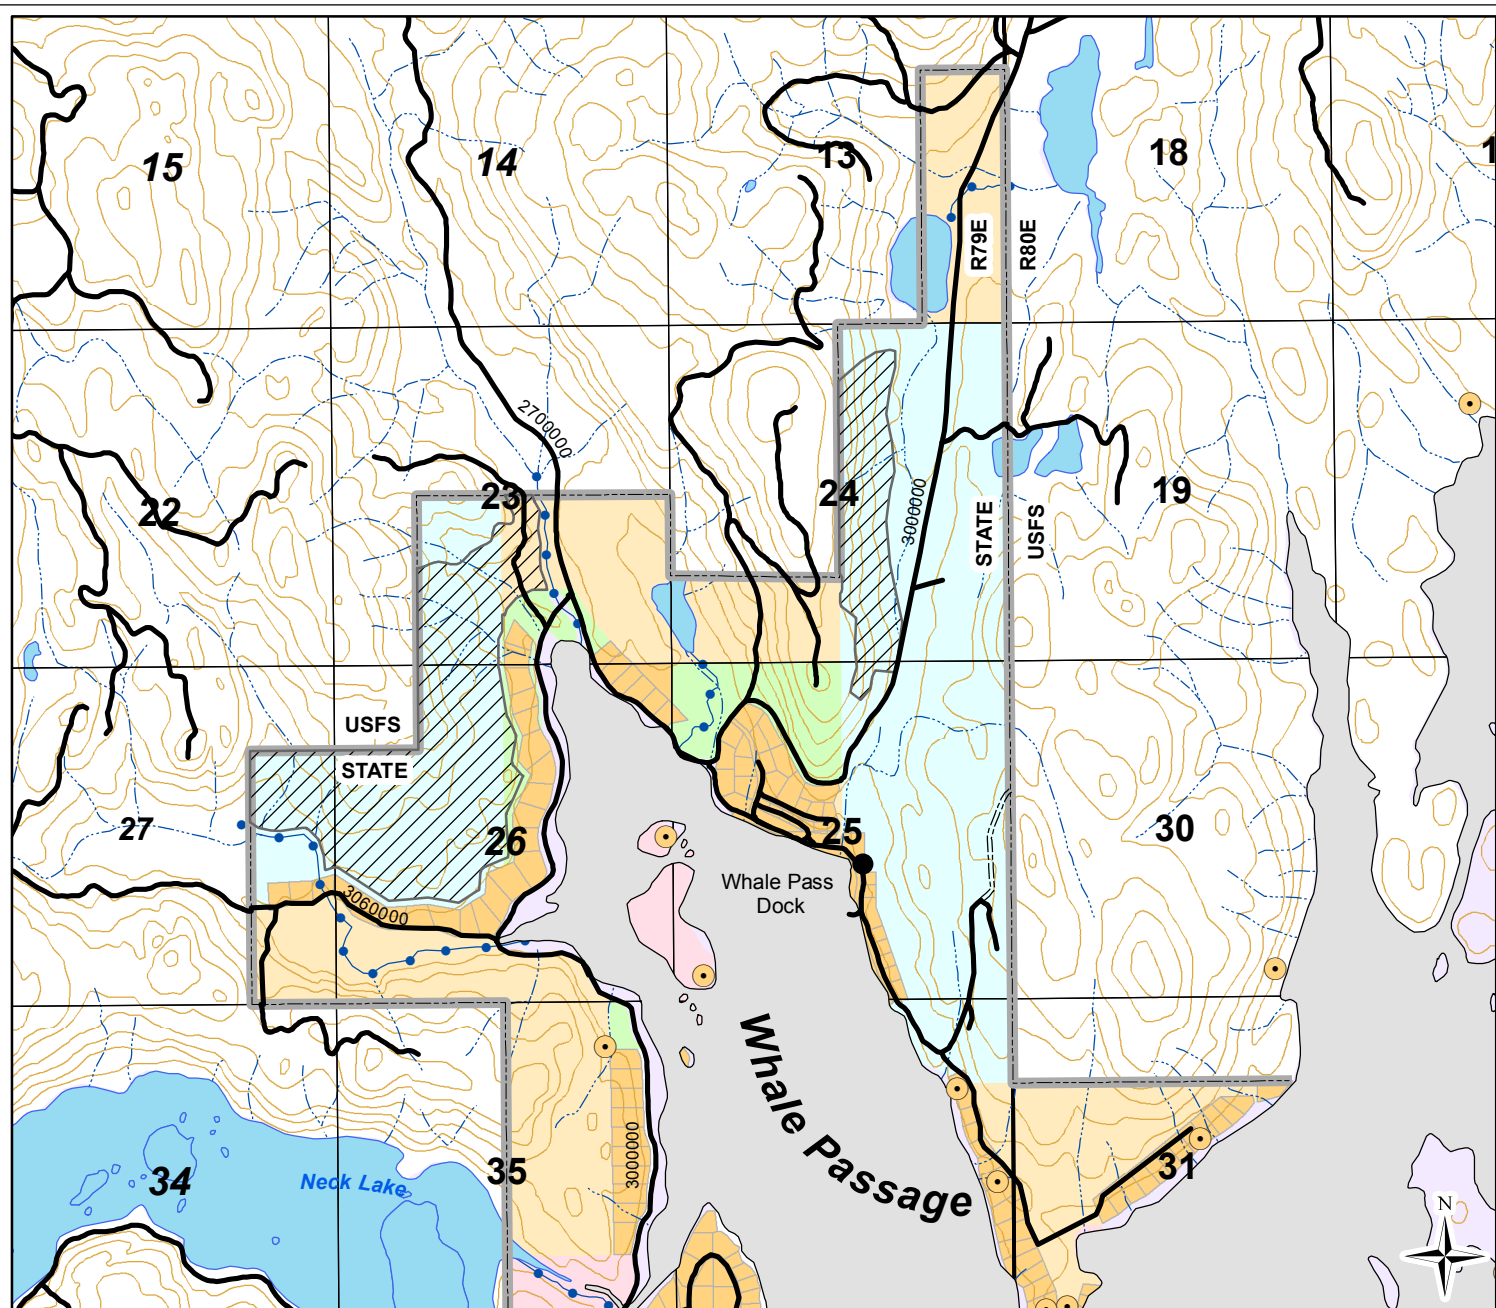 15
14
13
18
1
R79E
R80E
2700000
22
23
24
3000000
19
STATE
USFS
USFS
STATE
27
26
25
30
3060000
Whale Pass
Dock
Whale Passage
34
Neck Lake
35
3000000
31
N